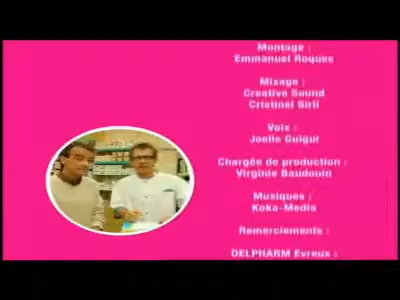 Montage :
Emmanuel Roques
Mixage :
Creative Sound
Cristinel Sirli
Voix :
Joelle Guigui
Chargée de production :
Virginie Baudouin
Musiques :
Koka-Media
Remerciements :
DELPHARM Evreux :